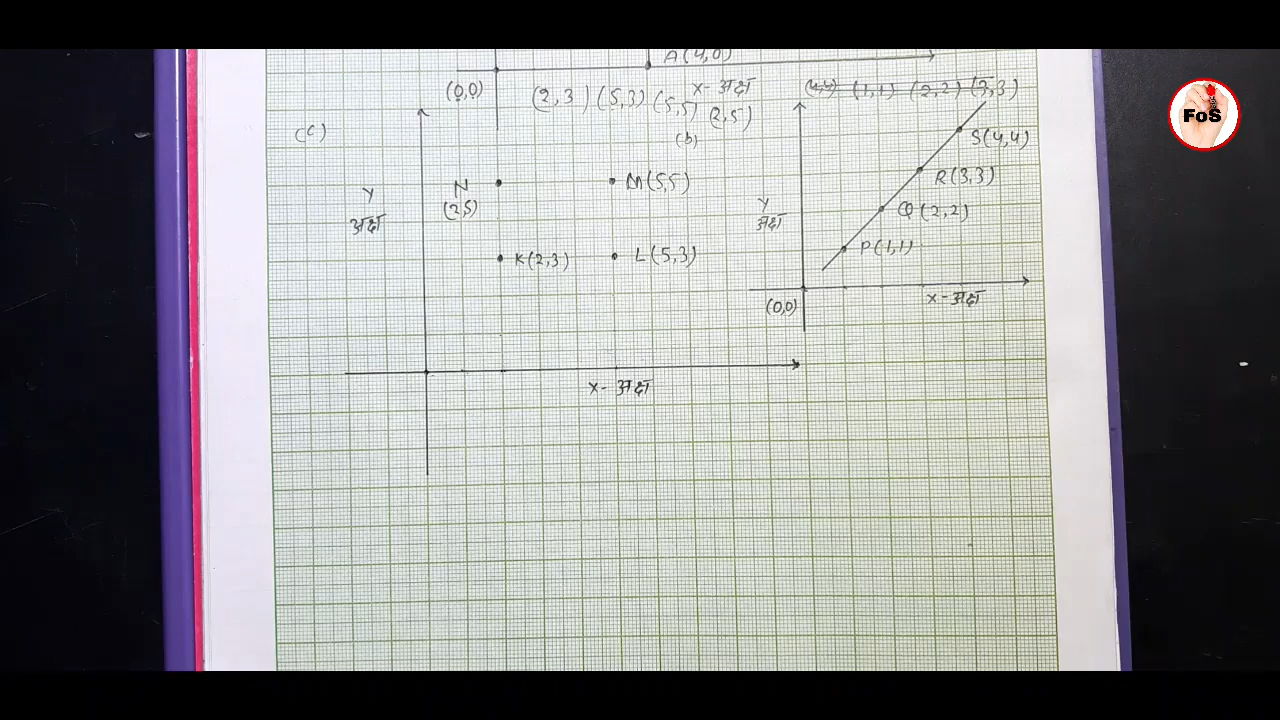 A(4,0)
(0,0)
x- अक्ष
(2,3) (5,3) (5,5) (2,5)
(4,4) (1,1) (2,2) (3,3)
(b)
(c)
Y
अक्ष
N
(2,5)
M(5,5)
K(2,3)
L(5,3)
x- अक्ष
S(4,4)
R(3,3)
Q(2,2)
P(1,1)
Y
अक्ष
(0,0)
x-अक्ष
FoS